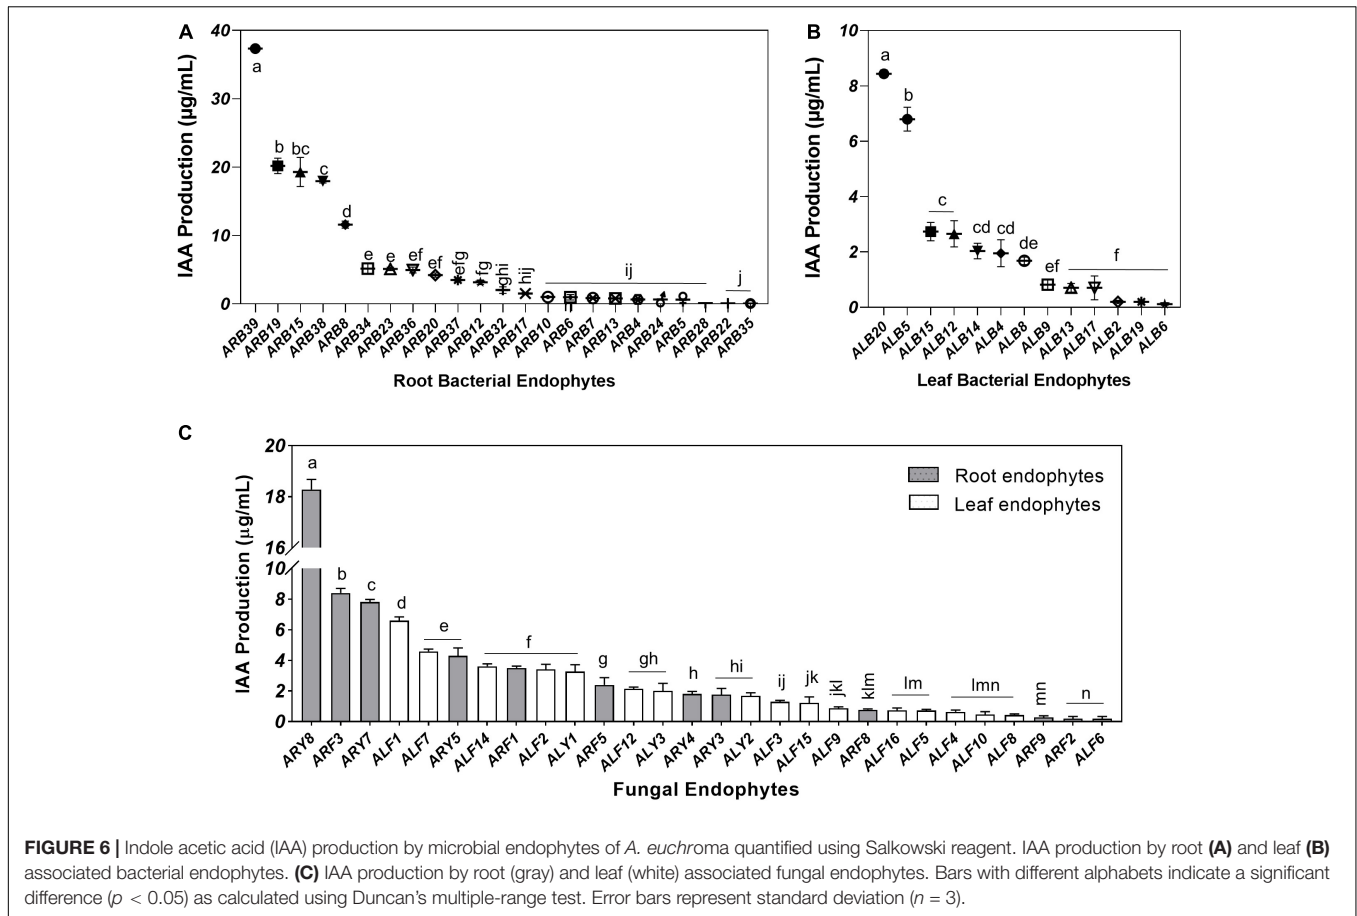 A
IAA Production (µg/mL)
40
30
20
10
0
a
b
bc
c
d
e
e
ef
ef
efg
fg
ghi
hij
ij
j
ARB39
ARB19
ARB15
ARB38
ARB8
ARB34
ARB23
ARB36
ARB20
ARB37
ARB12
ARB32
ARB17
ARB10
ARB6
ARB7
ARB13
ARB4
ARB24
ARB5
ARB28
ARB22
ARB35
Root Bacterial Endophytes
B
IAA Production (µg/mL)
10
8
6
4
2
0
a
b
c
cd
cd
de
ef
f
ALB20
ALB5
ALB15
ALB12
ALB14
ALB4
ALB8
ALB9
ALB13
ALB17
ALB2
ALB19
ALB6
Leaf Bacterial Endophytes
C
IAA Production (µg/mL)
20
18
16
10
8
6
4
2
0
Root endophytes
Leaf endophytes
a
b
c
d
e
f
g
gh
h
hi
ij
jk
jkl
klm
lm
lmn
mn
n
ARY8
ARF3
ARY7
ALF1
ALF7
ARY5
ALF14
ARF1
ALF2
ALY1
ARF5
ALF12
ALY3
ARY4
ARY3
ALY2
ALF3
ALF15
ALF9
ARF8
ALF16
ALF5
ALF4
ALF10
ALF8
ARF9
ARF2
ALF6
Fungal Endophytes
FIGURE 6 | Indole acetic acid (IAA) production by microbial endophytes of A. euchroma quantified using Salkowski reagent. IAA production by root (A) and leaf (B)
associated bacterial endophytes. (C) IAA production by root (gray) and leaf (white) associated fungal endophytes. Bars with different alphabets indicate a significant
difference (p < 0.05) as calculated using Duncan's multiple-range test. Error bars represent standard deviation (n = 3).